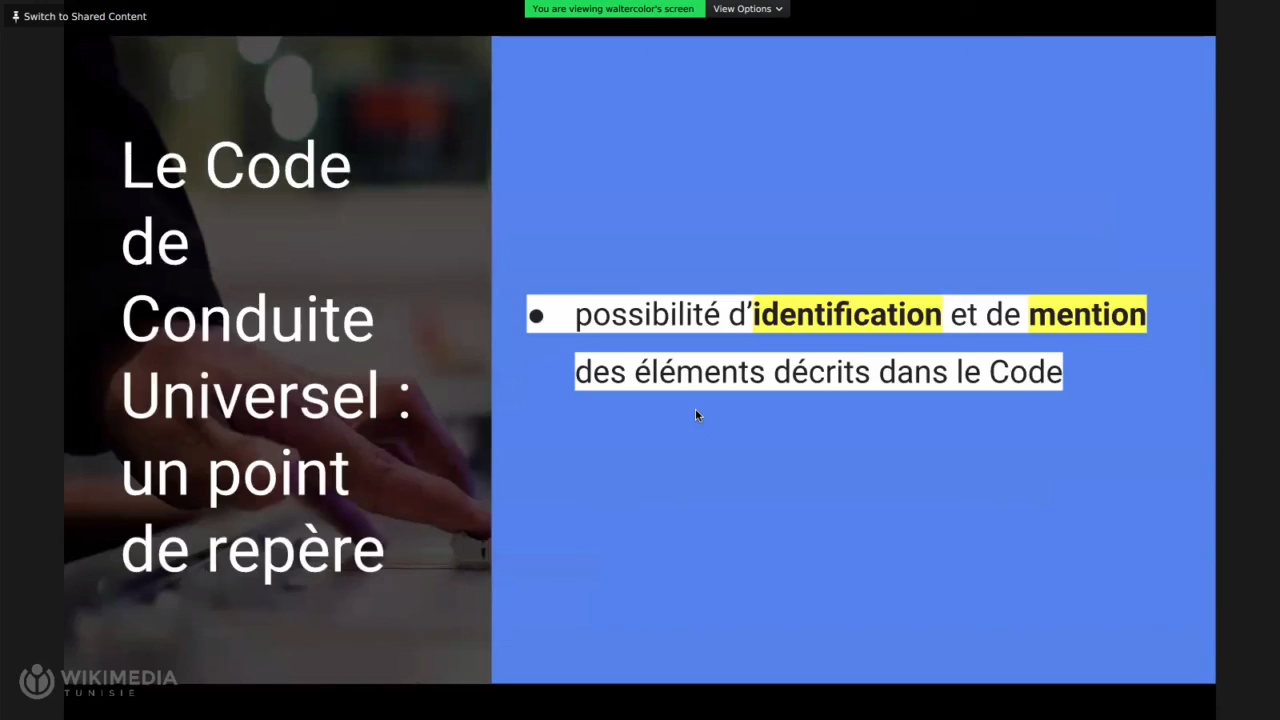 Switch to Shared Content
You are viewing waltercolor's screen
View Options
Le Code
de
Conduite
Universel :
un point
de repère
● possibilité d’identification et de mention
des éléments décrits dans le Code
WIKIMEDIA
TUNISIE